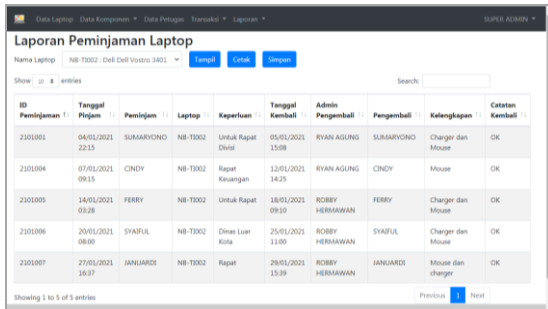 Data Laptop Data Komponen Data Petugas Transaksi Laporan SUPER ADMIN
Laporan Peminjaman Laptop
Nama Laptop NB-TI002 : Dell Dell Vostro 3401 Tampil Cetak Simpan
Show 10 entries Search:
ID Peminjaman Tanggal Pinjam Peminjam Laptop Keperluan Tanggal Kembali Admin Pengembali Pengembali Kelengkapan Catatan Kembali
2101001 04/01/2021 22:15 SUMARYONO NB-TI002 Untuk Rapat Divisi 05/01/2021 15:08 RYAN AGUNG SUMARYONO Charger dan Mouse OK
2101004 07/01/2021 09:15 CINDY NB-TI002 Rapat Keuangan 12/01/2021 14:25 RYAN AGUNG CINDY Mouse OK
2101005 14/01/2021 03:28 FERRY NB-TI002 Untuk Rapat 18/01/2021 09:10 ROBBY HERMAWAN FERRY Charger dan Mouse OK
2101006 20/01/2021 08:00 SYAIFUL NB-TI002 Dinas Luar Kota 25/01/2021 11:00 ROBBY HERMAWAN SYAIFUL Charger dan Mouse OK
2101007 27/01/2021 16:37 JANUARDI NB-TI002 Rapat 29/01/2021 15:39 ROBBY HERMAWAN JANUARDI Mouse dan charger OK
Showing 1 to 5 of 5 entries Previous 1 Next